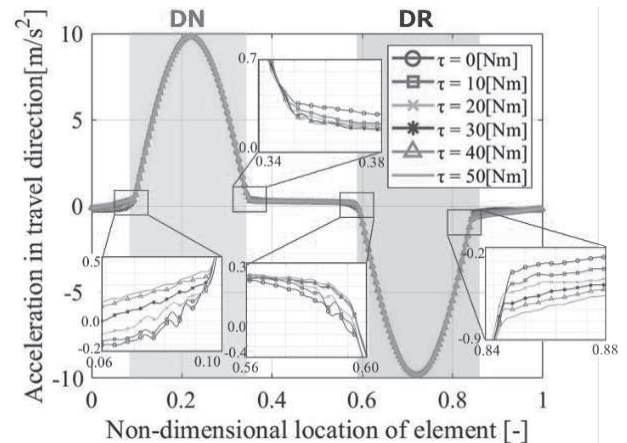 DN
DR
Acceleration in travel direction[m/s²]
10
5
0
-5
-10
τ = 0[Nm]
τ = 10[Nm]
τ = 20[Nm]
τ = 30[Nm]
τ = 40[Nm]
τ = 50[Nm]
0.7
0.0
0.34
0.38
0.5
0.0
-0.2
0.06
0.10
0.3
0.0
-0.4
0.56
0.60
-0.2
-0.9
0.84
0.88
0
0.2
0.4
0.6
0.8
1
Non-dimensional location of element [-]